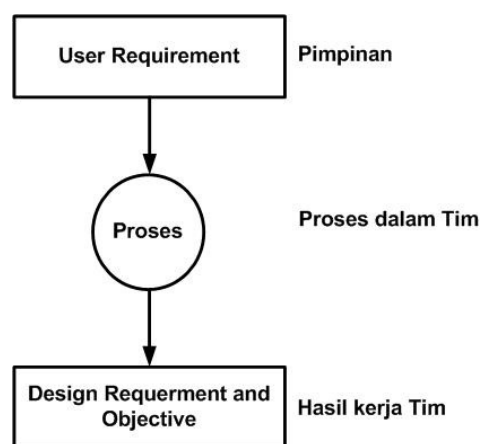 User Requirement
Pimpinan
Proses
Proses dalam Tim
Design Requerment and
Objective
Hasil kerja Tim